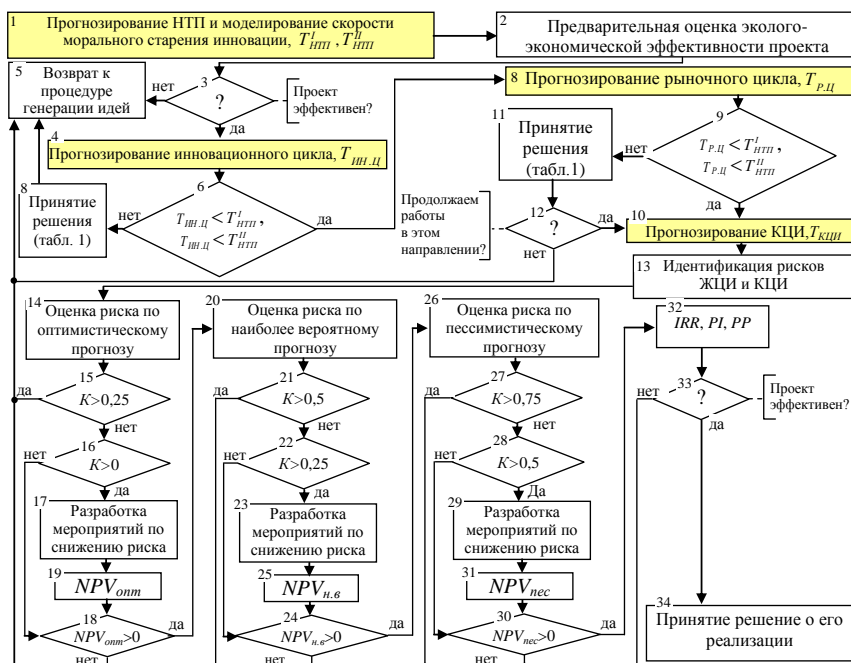 1
Прогнозирование НТП и моделирование скорости
морального старения инновации, T^I_НТП, T^II_НТП
2
Предварительная оценка эколого-
экономической эффективности проекта
5
Возврат к
процедуре
генерации идей
нет
3
?
Проект
эффективен?
да
8
Прогнозирование рыночного цикла, T_Р.Ц
4
Прогнозирование инновационного цикла, T_ИН.Ц
11
Принятие
решения
(табл.1)
нет
9
T_Р.Ц < T^I_НТП,
T_Р.Ц < T^II_НТП
да
8
Принятие
решения
(табл. 1)
нет
6
T_ИН.Ц < T^I_НТП,
T_ИН.Ц < T^II_НТП
да
Продолжаем
работы
в этом
направлении?
12
?
да
нет
10
Прогнозирование КЦИ, T_КЦИ
13
Идентификация рисков
ЖЦИ и КЦИ
14
Оценка риска по
оптимистическому
прогнозу
20
Оценка риска по
наиболее вероятному
прогнозу
26
Оценка риска по
пессимистическому
прогнозу
32
IRR, PI, PP
да
15
K>0,25
нет
да
21
K>0,5
нет
да
27
K>0,75
нет
нет
33
?
Проект
эффективен?
да
нет
16
K>0
да
нет
22
K>0,25
да
нет
28
K>0,5
Да
17
Разработка
мероприятий по
снижению риска
23
Разработка
мероприятий по
снижению риска
29
Разработка
мероприятий по
снижению риска
19
NPV_опт
25
NPV_н.в
31
NPV_пес
18
NPV_опт>0
да
нет
24
NPV_н.в>0
да
нет
30
NPV_пес>0
да
нет
34
Принятие решение о его
реализации